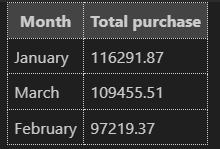 Month Total purchase
January 116291.87
March 109455.51
February 97219.37